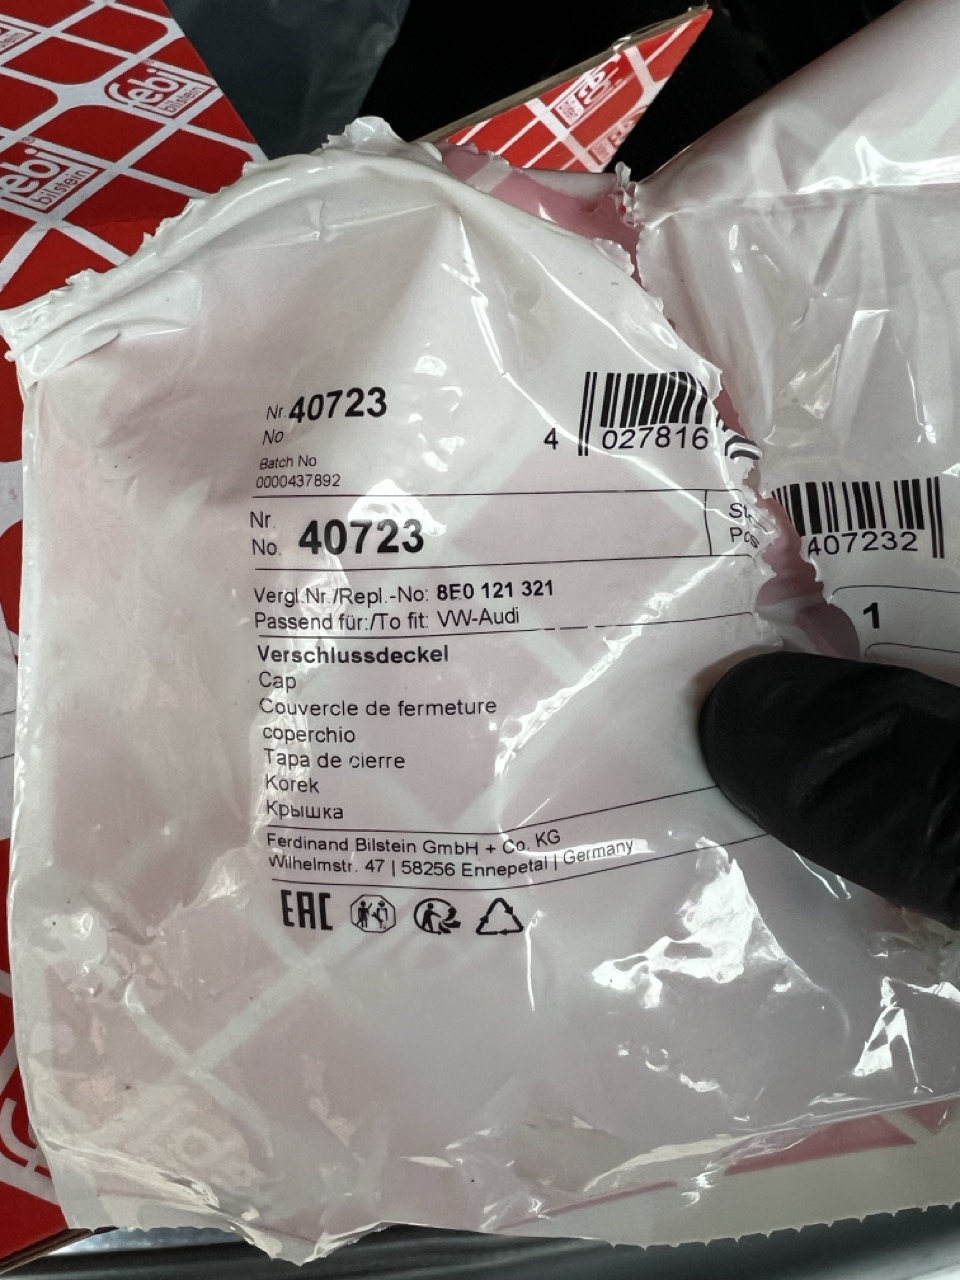 febi
bilstein
febi
bilstein
Nr. 40723
No
Batch No
0000437892
4 027816
407232
Nr.
No. 40723
1
Vergl.Nr./Repl.-No: 8E0 121 321
Passend für:/To fit: VW-Audi
Verschlussdeckel
Cap
Couvercle de fermeture
coperchio
Tapa de cierre
Korek
Крышка
Ferdinand Bilstein GmbH + Co. KG
Wilhelmstr. 47 | 58256 Ennepetal | Germany
EAC